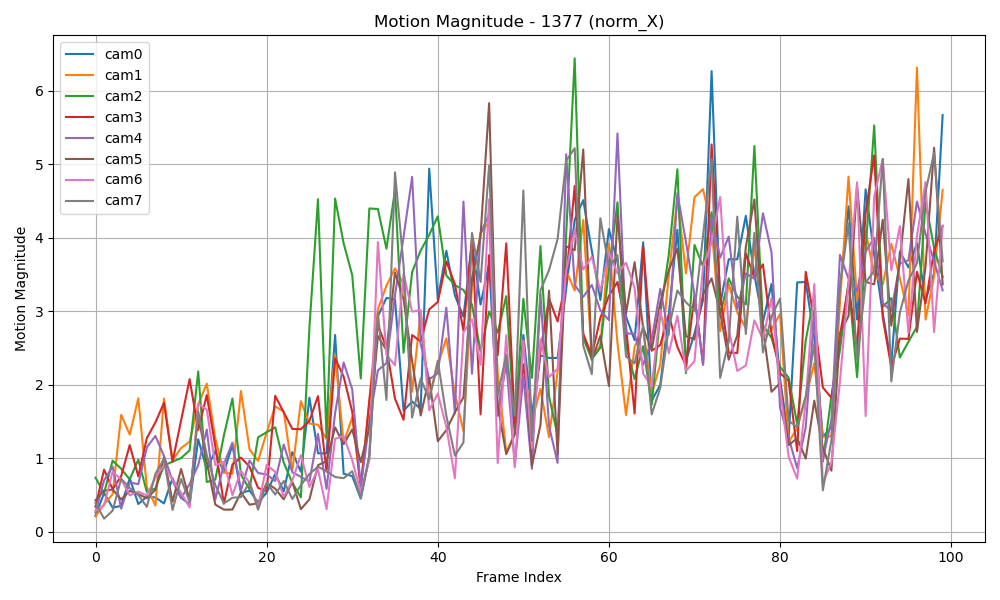 Motion Magnitude - 1377 (norm_X)
cam0
cam1
cam2
cam3
cam4
cam5
cam6
cam7
Motion Magnitude
6
5
4
3
2
1
0
0 20 40 60 80 100
Frame Index